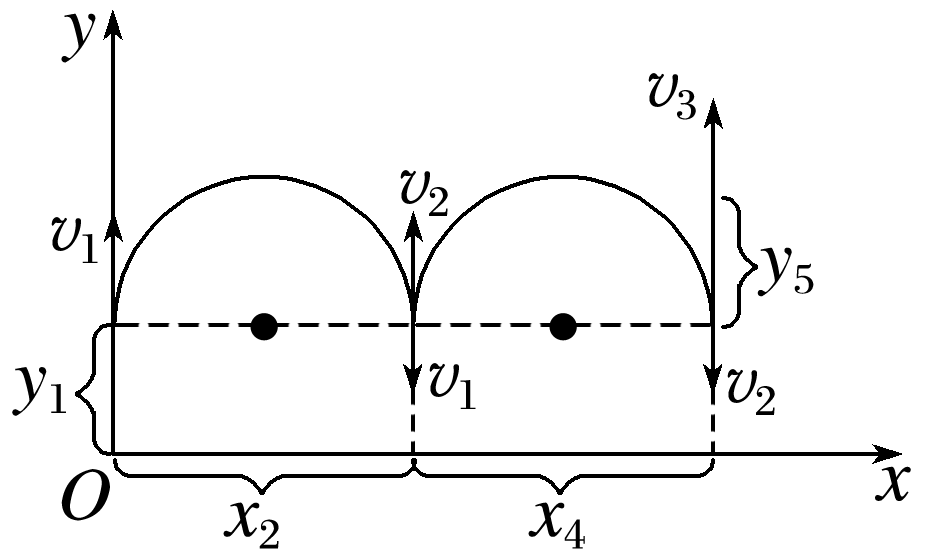 y
v₃
v₂
v₁
y₅
y₁
v₁
v₂
O
x
x₂
x₄